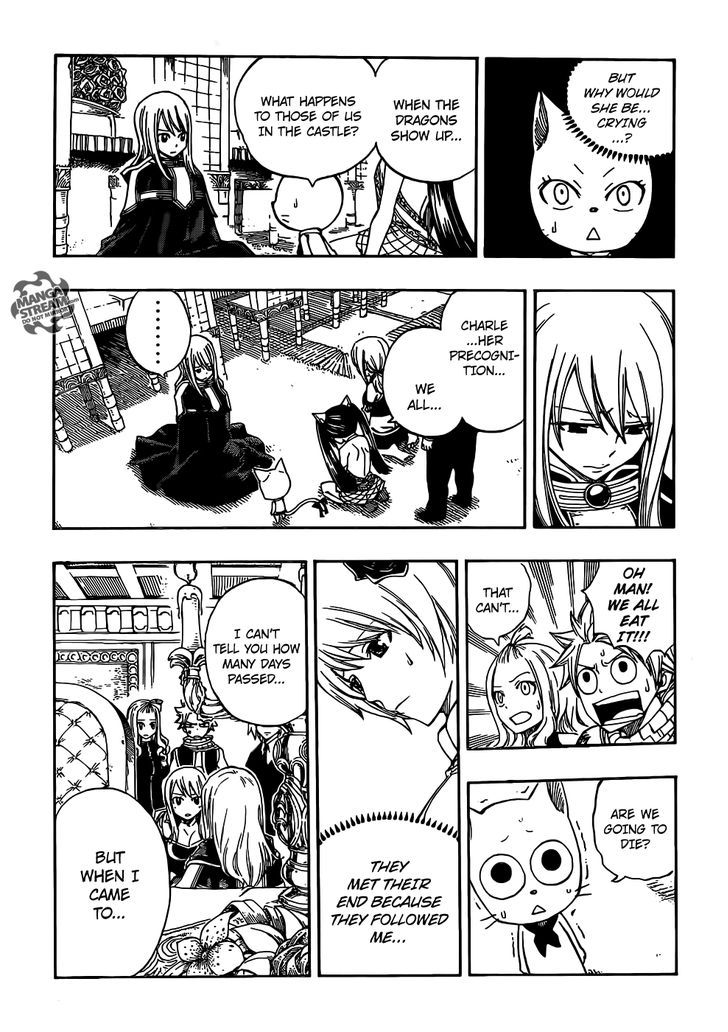 BUT
WHY WOULD
SHE BE...
CRYING
...?
WHEN THE
DRAGONS
SHOW UP...
WHAT HAPPENS
TO THOSE OF US
IN THE CASTLE?
CHARLE
...HER
PRECOGNI-
TION...
WE
ALL...
......
OH
MAN!
WE ALL
EAT
IT!!!
THAT
CAN'T...
ARE WE
GOING TO
DIE?
THEY
MET THEIR
END BECAUSE
THEY FOLLOWED
ME...
I CAN'T
TELL YOU HOW
MANY DAYS
PASSED...
BUT
WHEN I
CAME
TO...
MANGA
STREAM.com